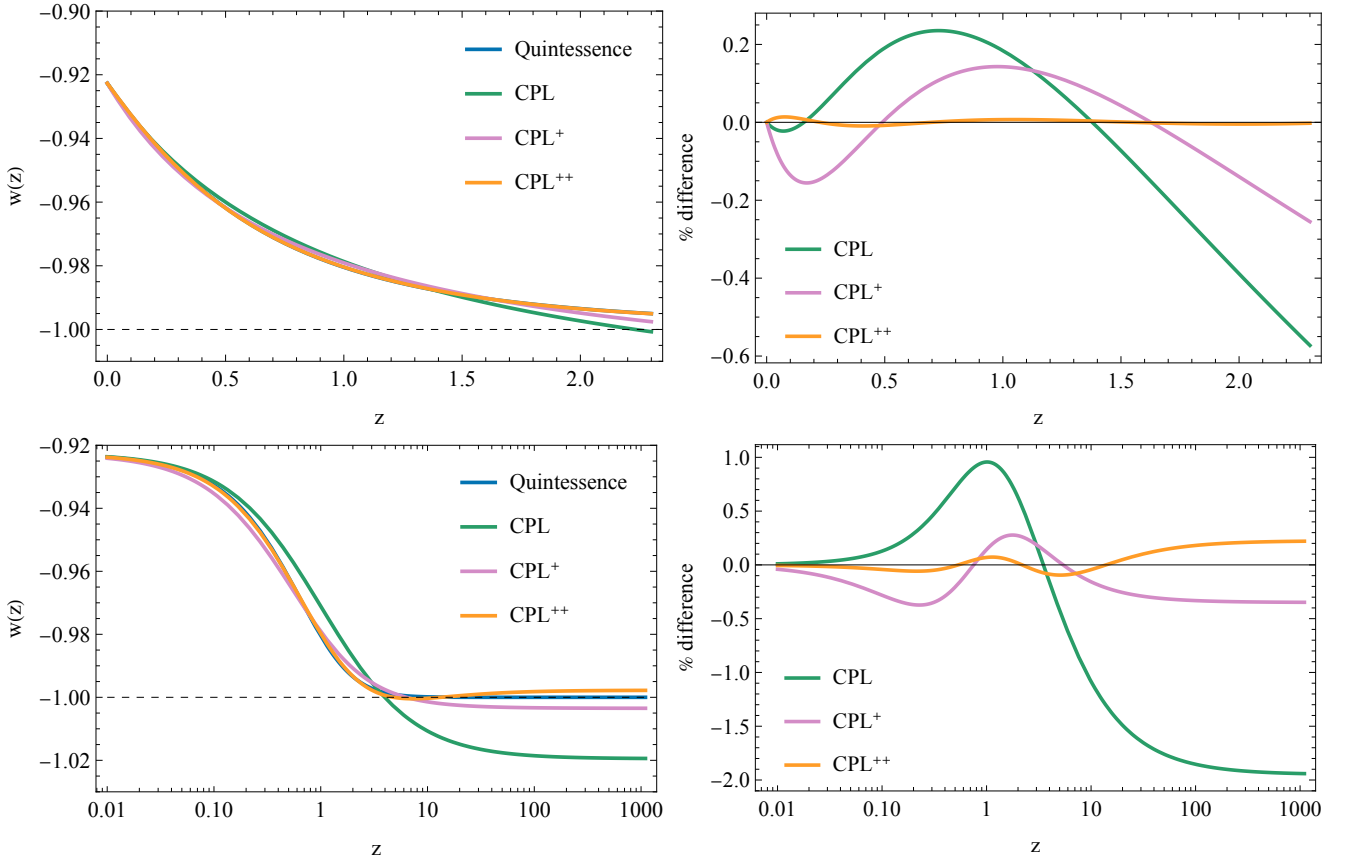 −0.90
−0.92
−0.94
−0.96
−0.98
−1.00
w(z)
Quintessence
CPL
CPL⁺
CPL⁺⁺
0.0 0.5 1.0 1.5 2.0
z
0.2
0.0
−0.2
−0.4
−0.6
% difference
CPL
CPL⁺
CPL⁺⁺
0.0 0.5 1.0 1.5 2.0
z
−0.92
−0.94
−0.96
−0.98
−1.00
−1.02
w(z)
Quintessence
CPL
CPL⁺
CPL⁺⁺
0.01 0.10 1 10 100 1000
z
1.0
0.5
0.0
−0.5
−1.0
−1.5
−2.0
% difference
CPL
CPL⁺
CPL⁺⁺
0.01 0.10 1 10 100 1000
z